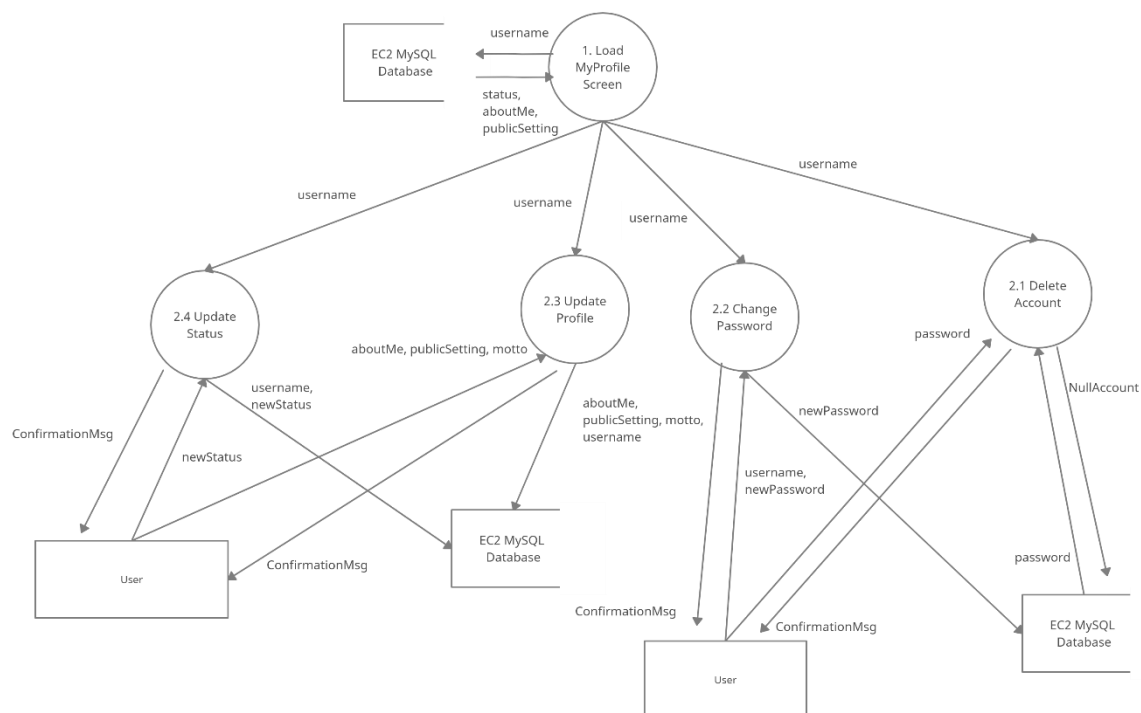 username
1. Load
MyProfile
Screen
EC2 MySQL
Database
status,
aboutMe,
publicSetting
username
username
username
username
2.4 Update
Status
2.3 Update
Profile
2.2 Change
Password
2.1 Delete
Account
aboutMe, publicSetting, motto
password
username,
newStatus
NullAccount
aboutMe,
publicSetting, motto,
username
newPassword
ConfirmationMsg
newStatus
username,
newPassword
EC2 MySQL
Database
password
ConfirmationMsg
User
ConfirmationMsg
ConfirmationMsg
EC2 MySQL
Database
User